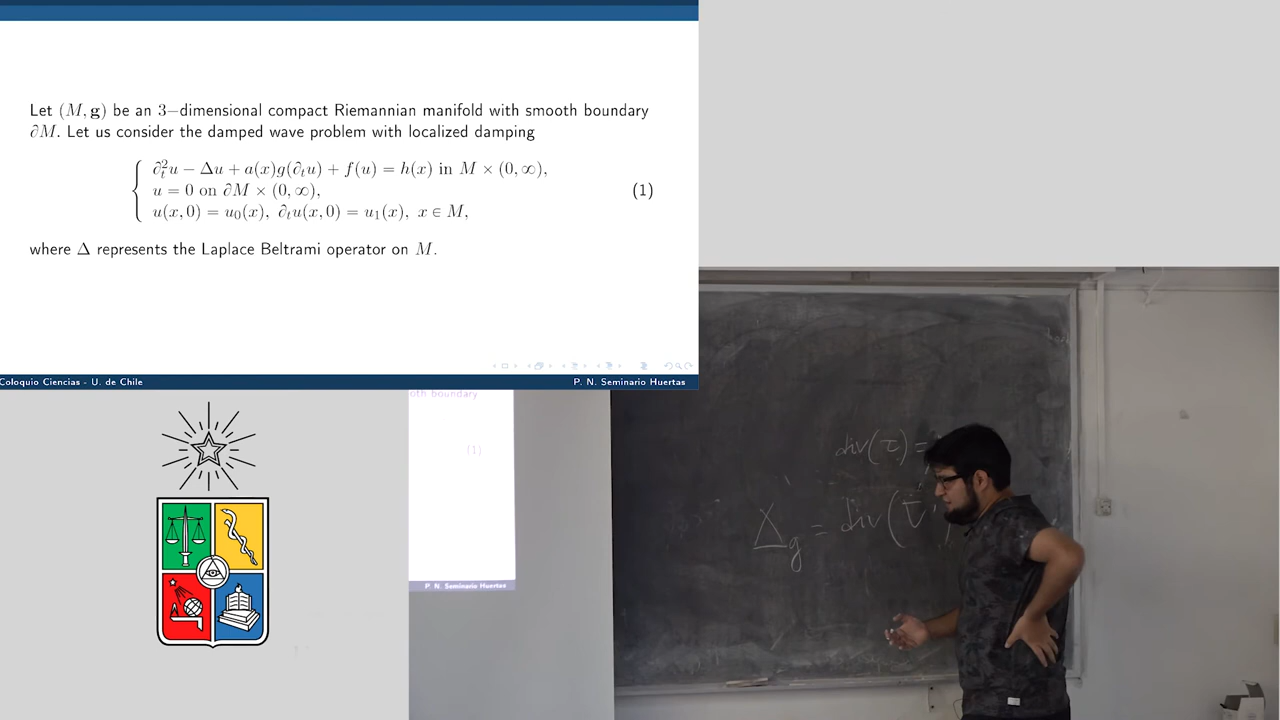 Let (M, g) be an 3−dimensional compact Riemannian manifold with smooth boundary
∂M. Let us consider the damped wave problem with localized damping
∂ₜ²u − Δu + a(x)g(∂ₜu) + f(u) = h(x) in M × (0, ∞),
u = 0 on ∂M × (0, ∞),
(1)
u(x, 0) = u₀(x), ∂ₜu(x, 0) = u₁(x), x ∈ M,
where Δ represents the Laplace Beltrami operator on M.
Coloquio Ciencias - U. de Chile
P. N. Seminario Huertas
oth boundary
(1)
P. N. Seminario Huertas
div(τ) =
Δg = div(